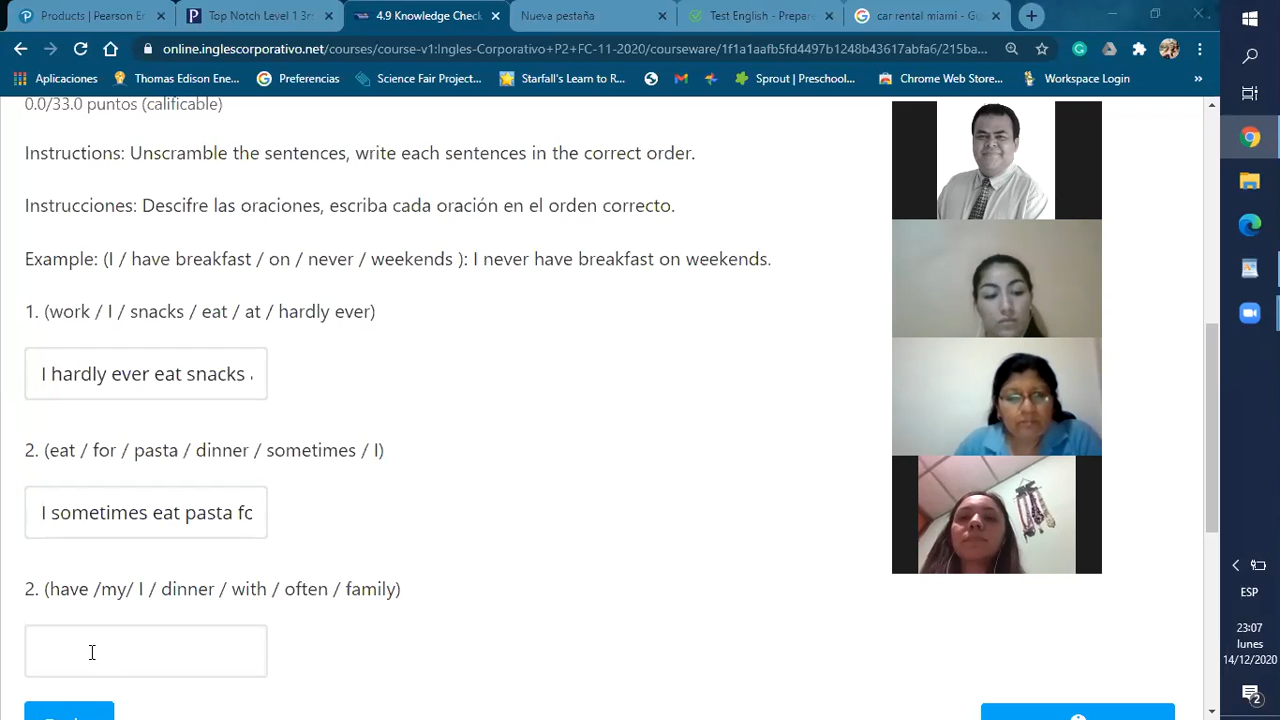 Products | Pearson E
Top Notch Level 1 3r
4.9 Knowledge Check
Nueva pestaña
Test English - Prepar
car rental miami - G
online.inglescorporativo.net/courses/course-v1:Ingles-Corporativo+P2+FC-11-2020/courseware/1f1a1aafb5fd4497b1248b43617abfa6/215ba...
Aplicaciones
Thomas Edison Ene...
Preferencias
Science Fair Project...
Starfall's Learn to R...
Sprout | Preschool...
Chrome Web Store...
Workspace Login
»
0.0/33.0 puntos (calificable)
Instructions: Unscramble the sentences, write each sentences in the correct order.
Instrucciones: Descifre las oraciones, escriba cada oración en el orden correcto.
Example: (I / have breakfast / on / never / weekends ): I never have breakfast on weekends.
1. (work / I / snacks / eat / at / hardly ever)
I hardly ever eat snacks
2. (eat / for / pasta / dinner / sometimes / I)
I sometimes eat pasta fo
2. (have /my/ I / dinner / with / often / family)
ESP
23:07
lunes
14/12/2020
2